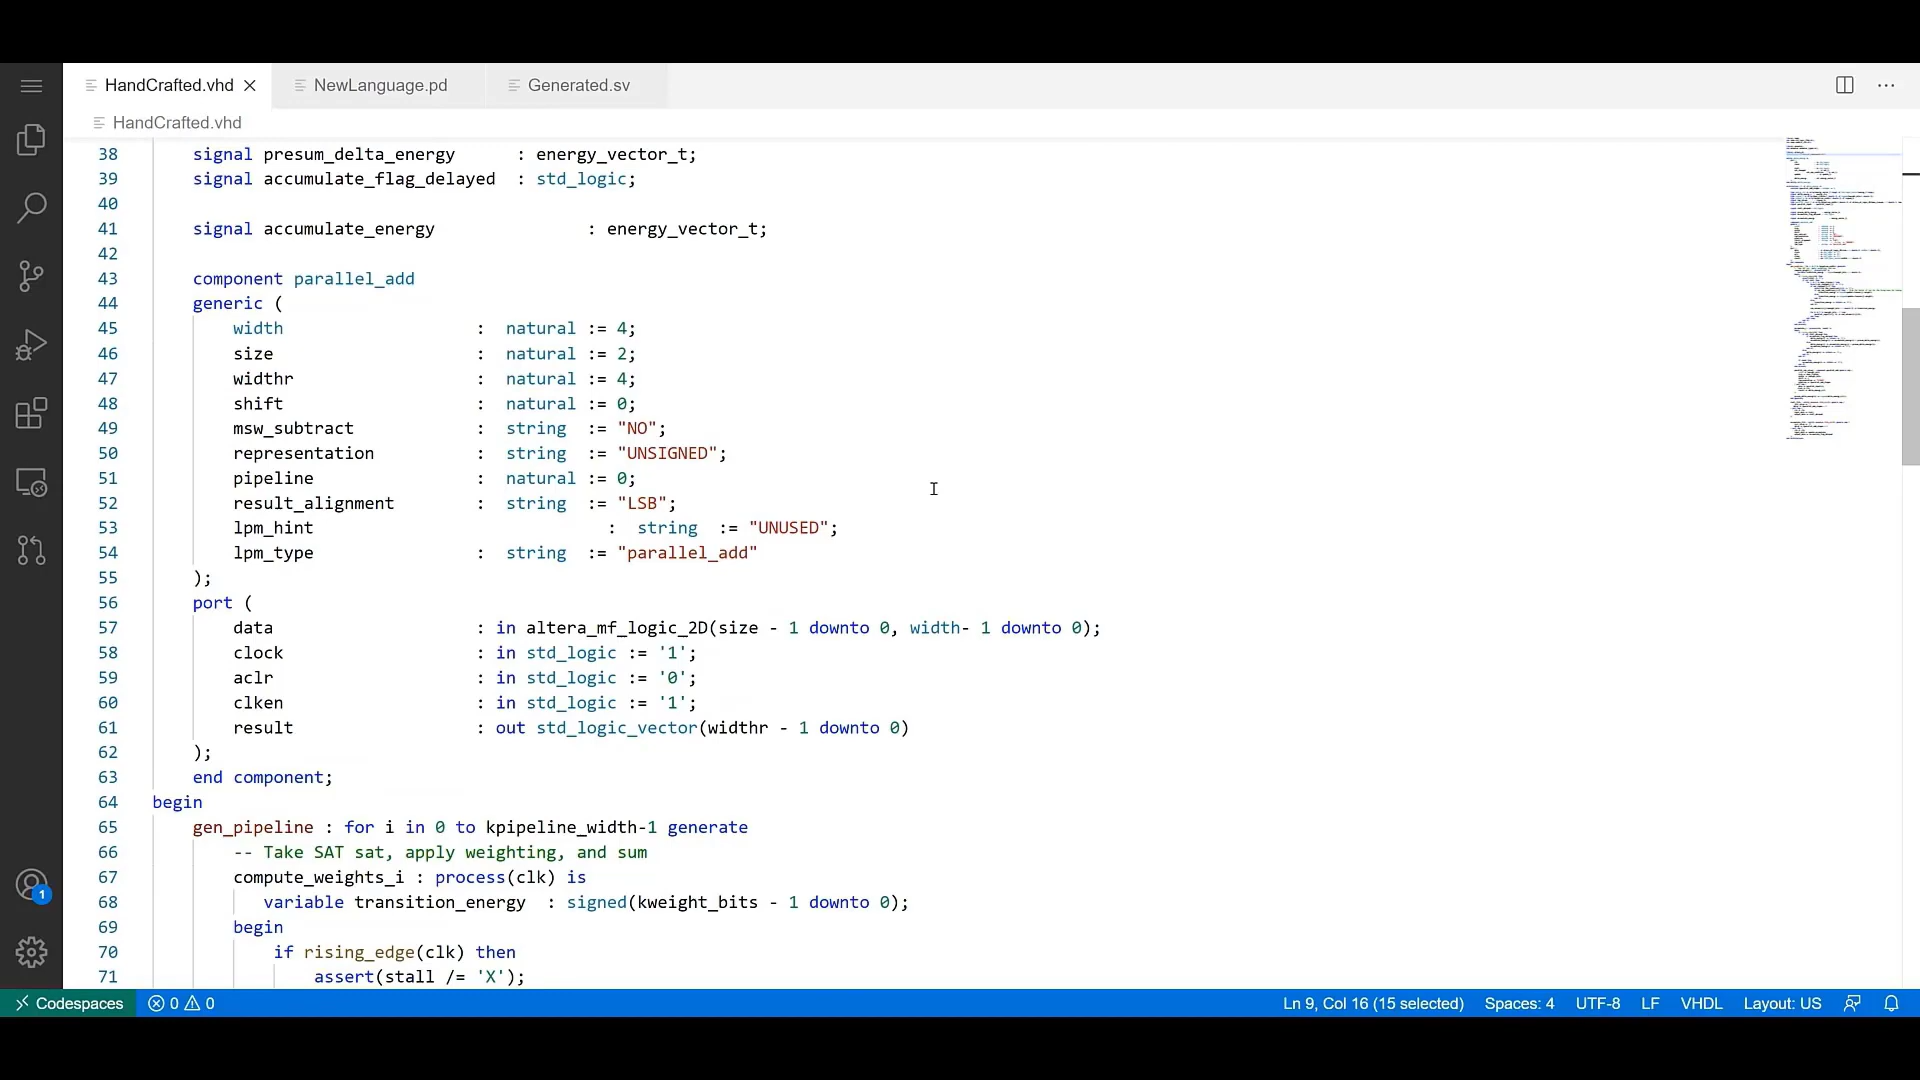 HandCrafted.vhd NewLanguage.pd Generated.sv
HandCrafted.vhd
38 signal presum_delta_energy : energy_vector_t;
39 signal accumulate_flag_delayed : std_logic;
40
41 signal accumulate_energy : energy_vector_t;
42
43 component parallel_add
44 generic (
45 width : natural := 4;
46 size : natural := 2;
47 widthr : natural := 4;
48 shift : natural := 0;
49 msw_subtract : string := "NO";
50 representation : string := "UNSIGNED";
51 pipeline : natural := 0;
52 result_alignment : string := "LSB";
53 lpm_hint : string := "UNUSED";
54 lpm_type : string := "parallel_add"
55 );
56 port (
57 data : in altera_mf_logic_2D(size - 1 downto 0, width- 1 downto 0);
58 clock : in std_logic := '1';
59 aclr : in std_logic := '0';
60 clken : in std_logic := '1';
61 result : out std_logic_vector(widthr - 1 downto 0)
62 );
63 end component;
64 begin
65 gen_pipeline : for i in 0 to kpipeline_width-1 generate
66 -- Take SAT sat, apply weighting, and sum
67 compute_weights_i : process(clk) is
68 variable transition_energy : signed(kweight_bits - 1 downto 0);
69 begin
70 if rising_edge(clk) then
71 assert(stall /= 'X');
1
Codespaces 0 0 Ln 9, Col 16 (15 selected) Spaces: 4 UTF-8 LF VHDL Layout: US